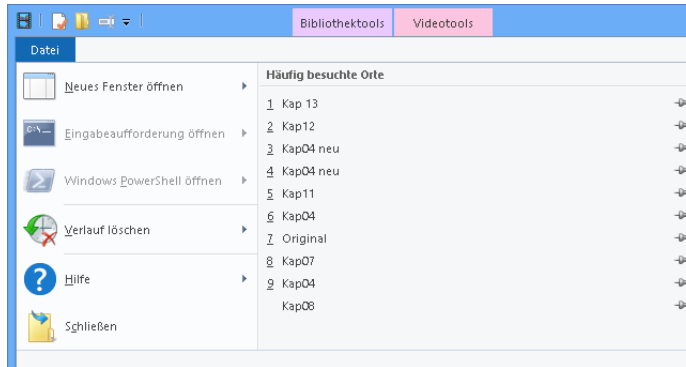 Bibliothektools
Videotools
Datei
Neues Fenster öffnen
Eingabeaufforderung öffnen
Windows PowerShell öffnen
Verlauf löschen
Hilfe
Schließen
Häufig besuchte Orte
1 Kap 13
2 Kap12
3 Kap04 neu
4 Kap04 neu
5 Kap11
6 Kap04
7 Original
8 Kap07
9 Kap04
Kap08